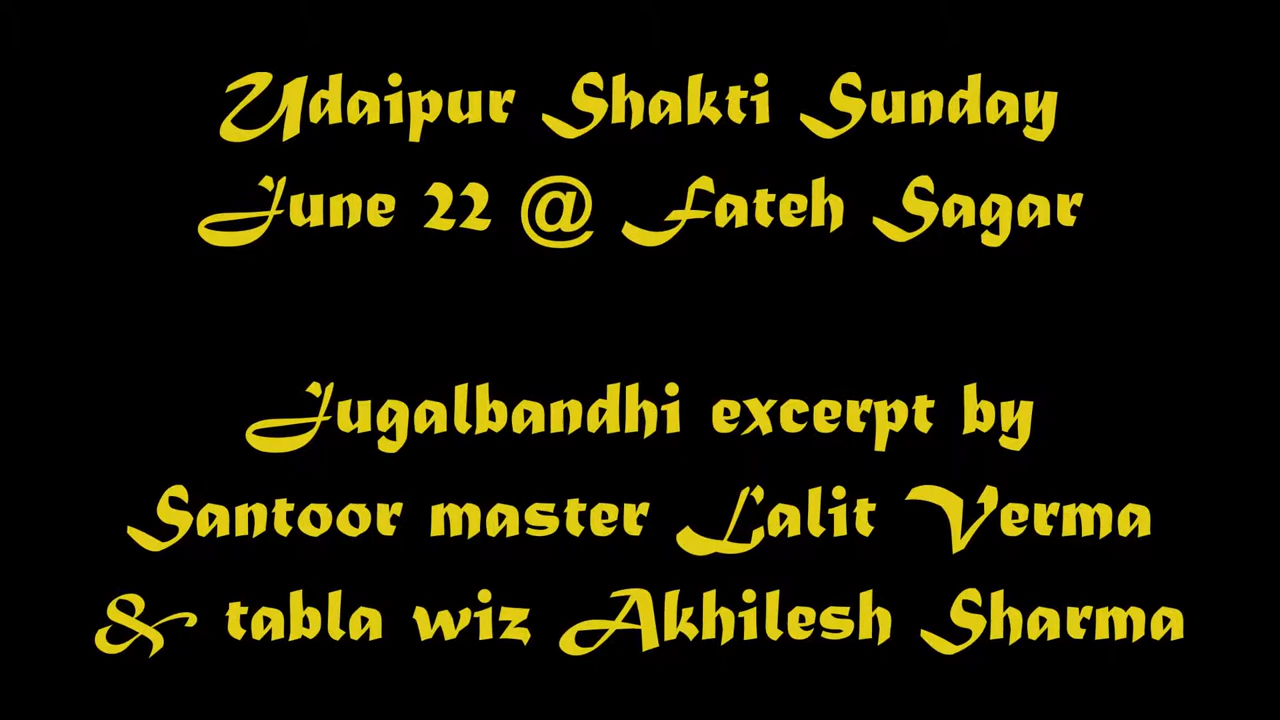 Udaipur Shakti Sunday
June 22 @ Fateh Sagar
Jugalbandhi excerpt by
Santoor master Lalit Verma
& tabla wiz Akhilesh Sharma